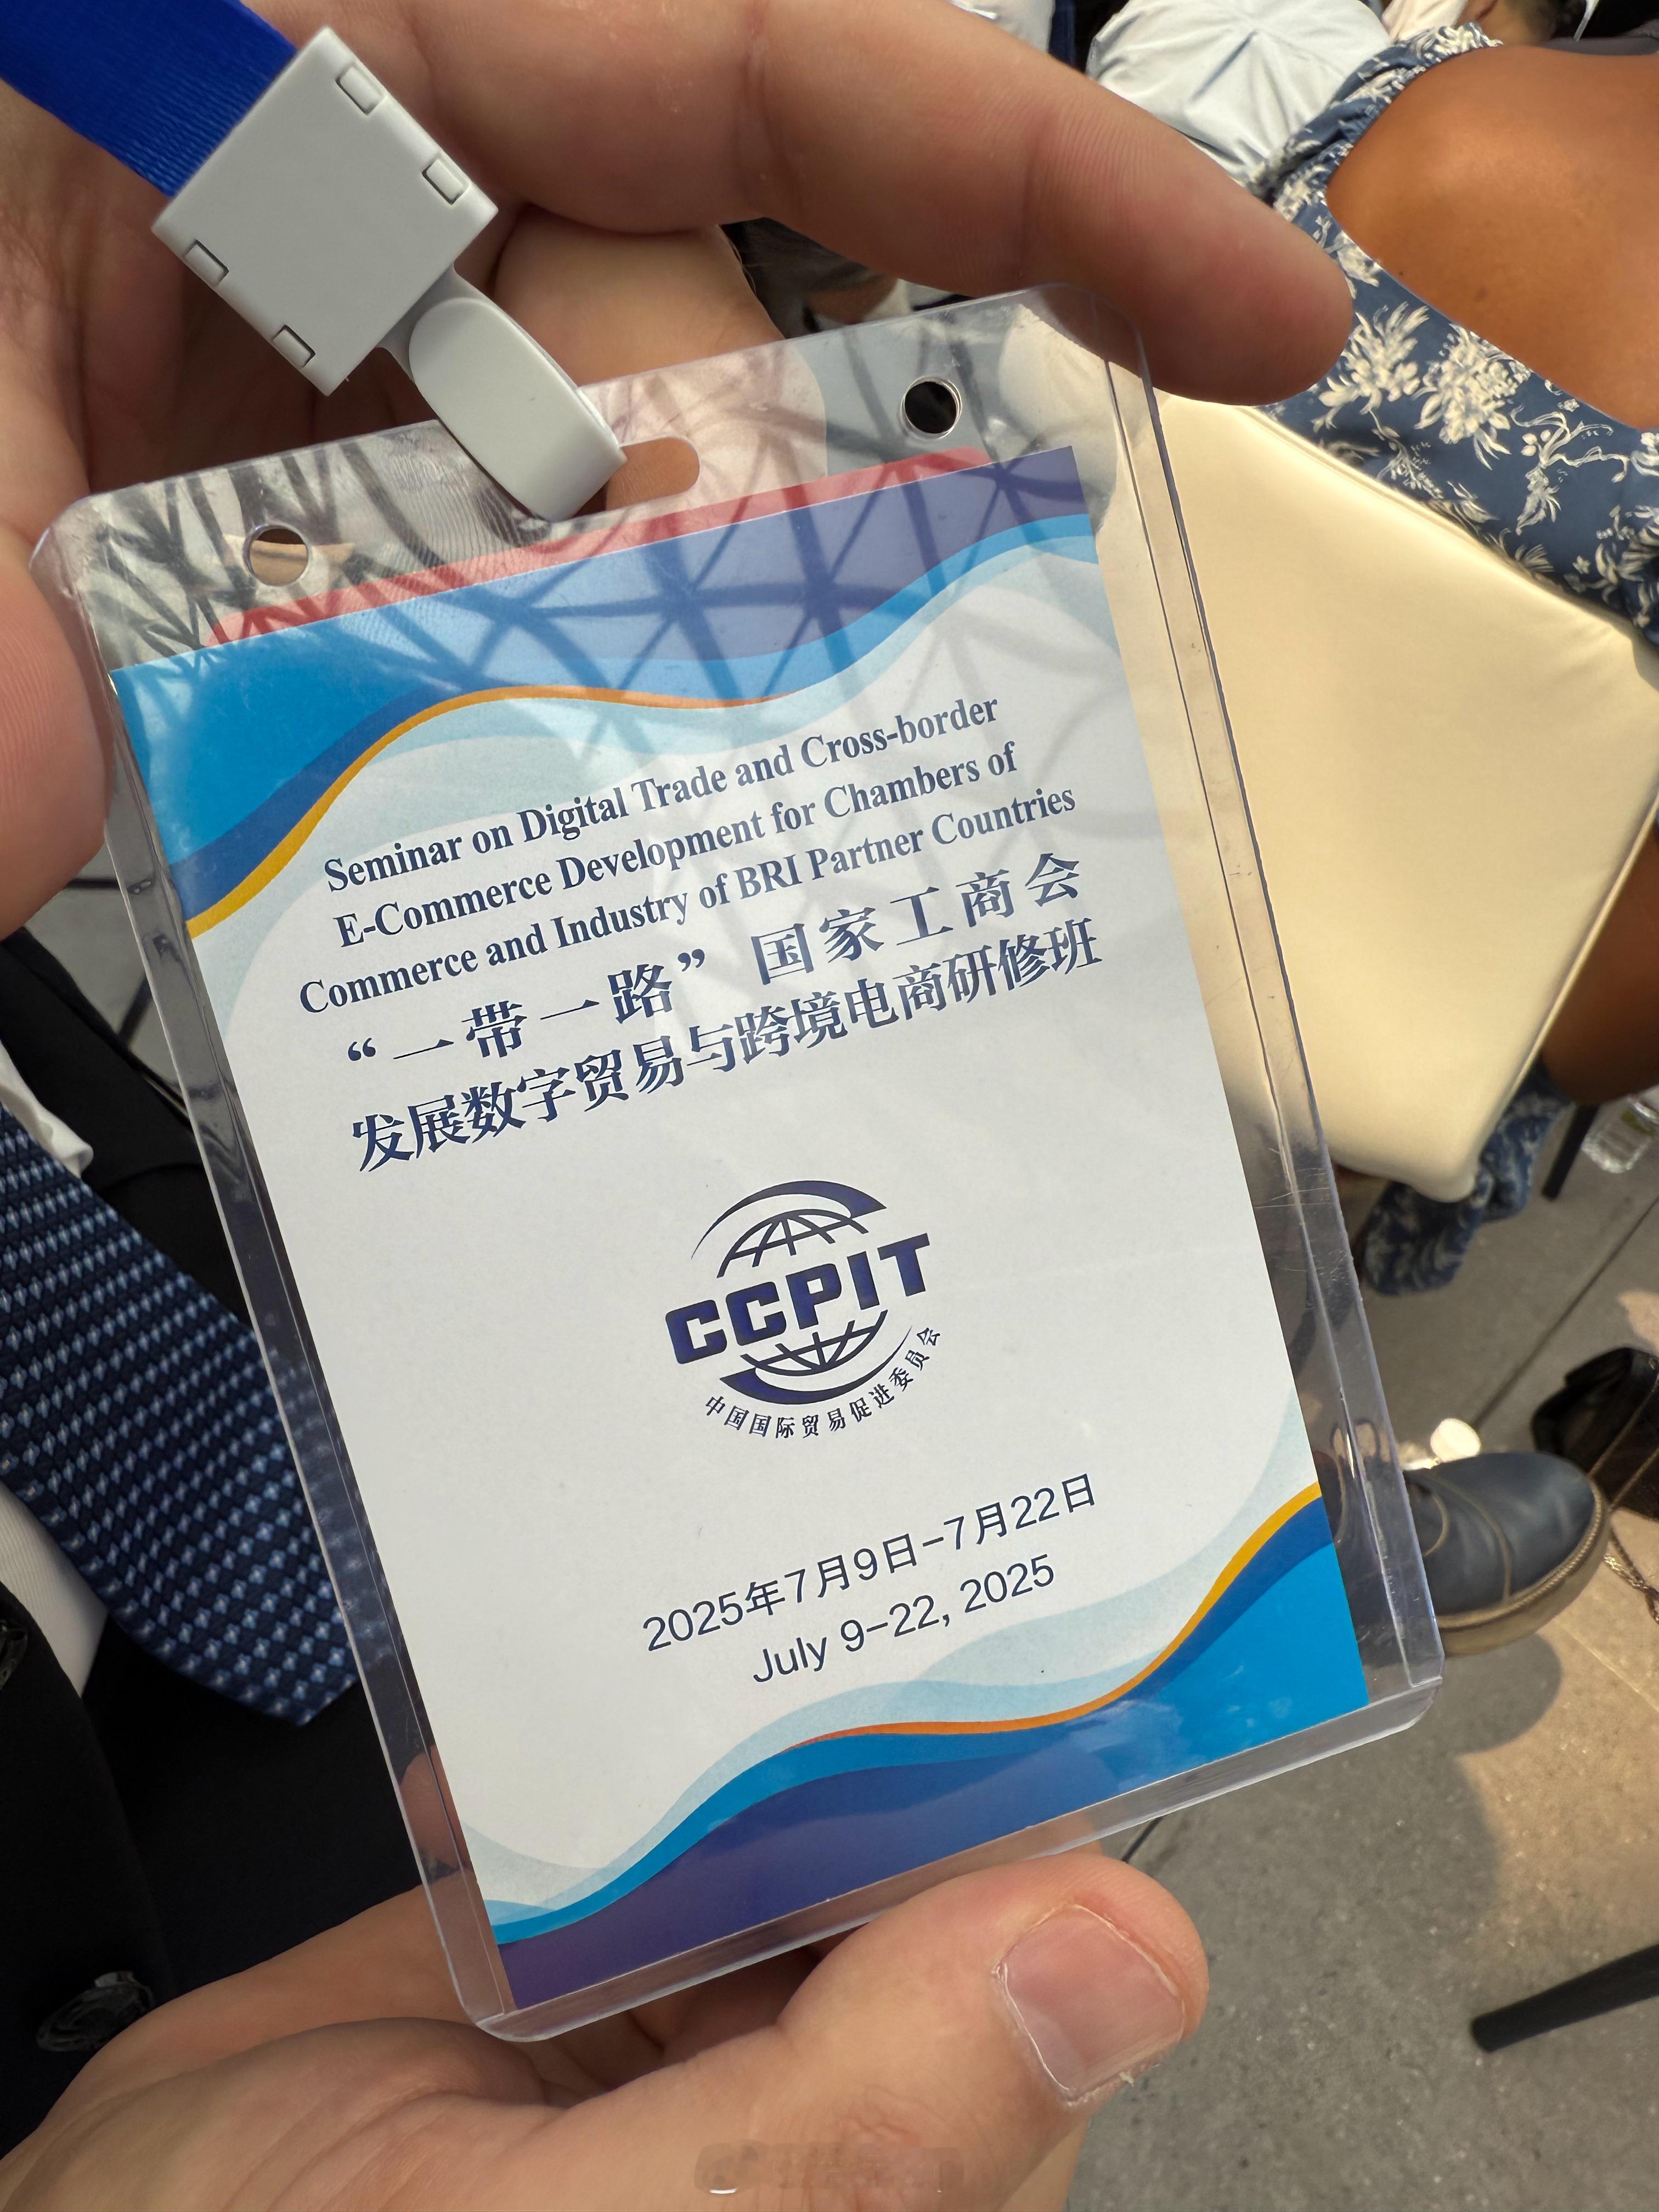 Seminar on Digital Trade and Cross-border
E-Commerce Development for Chambers of
Commerce and Industry of BRI Partner Countries
“一带一路”国家工商会
发展数字贸易与跨境电商研修班
CCPIT
中国国际贸易促进委员会
2025年7月9日-7月22日
July 9-22, 2025